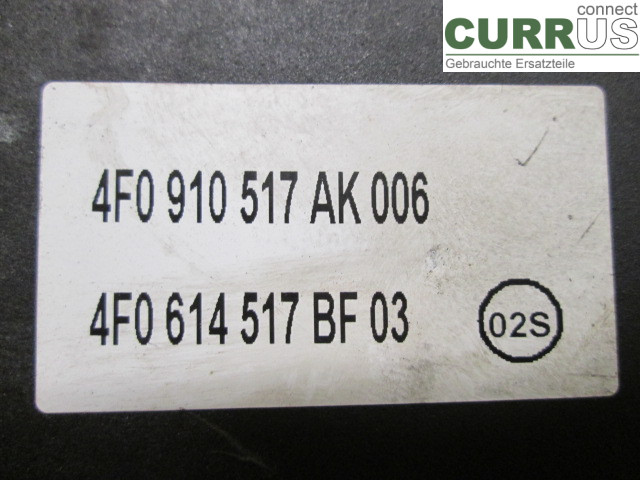 connect
CURRUS
Gebrauchte Ersatzteile
4F0 910 517 AK 006
4F0 614 517 BF 03
02S